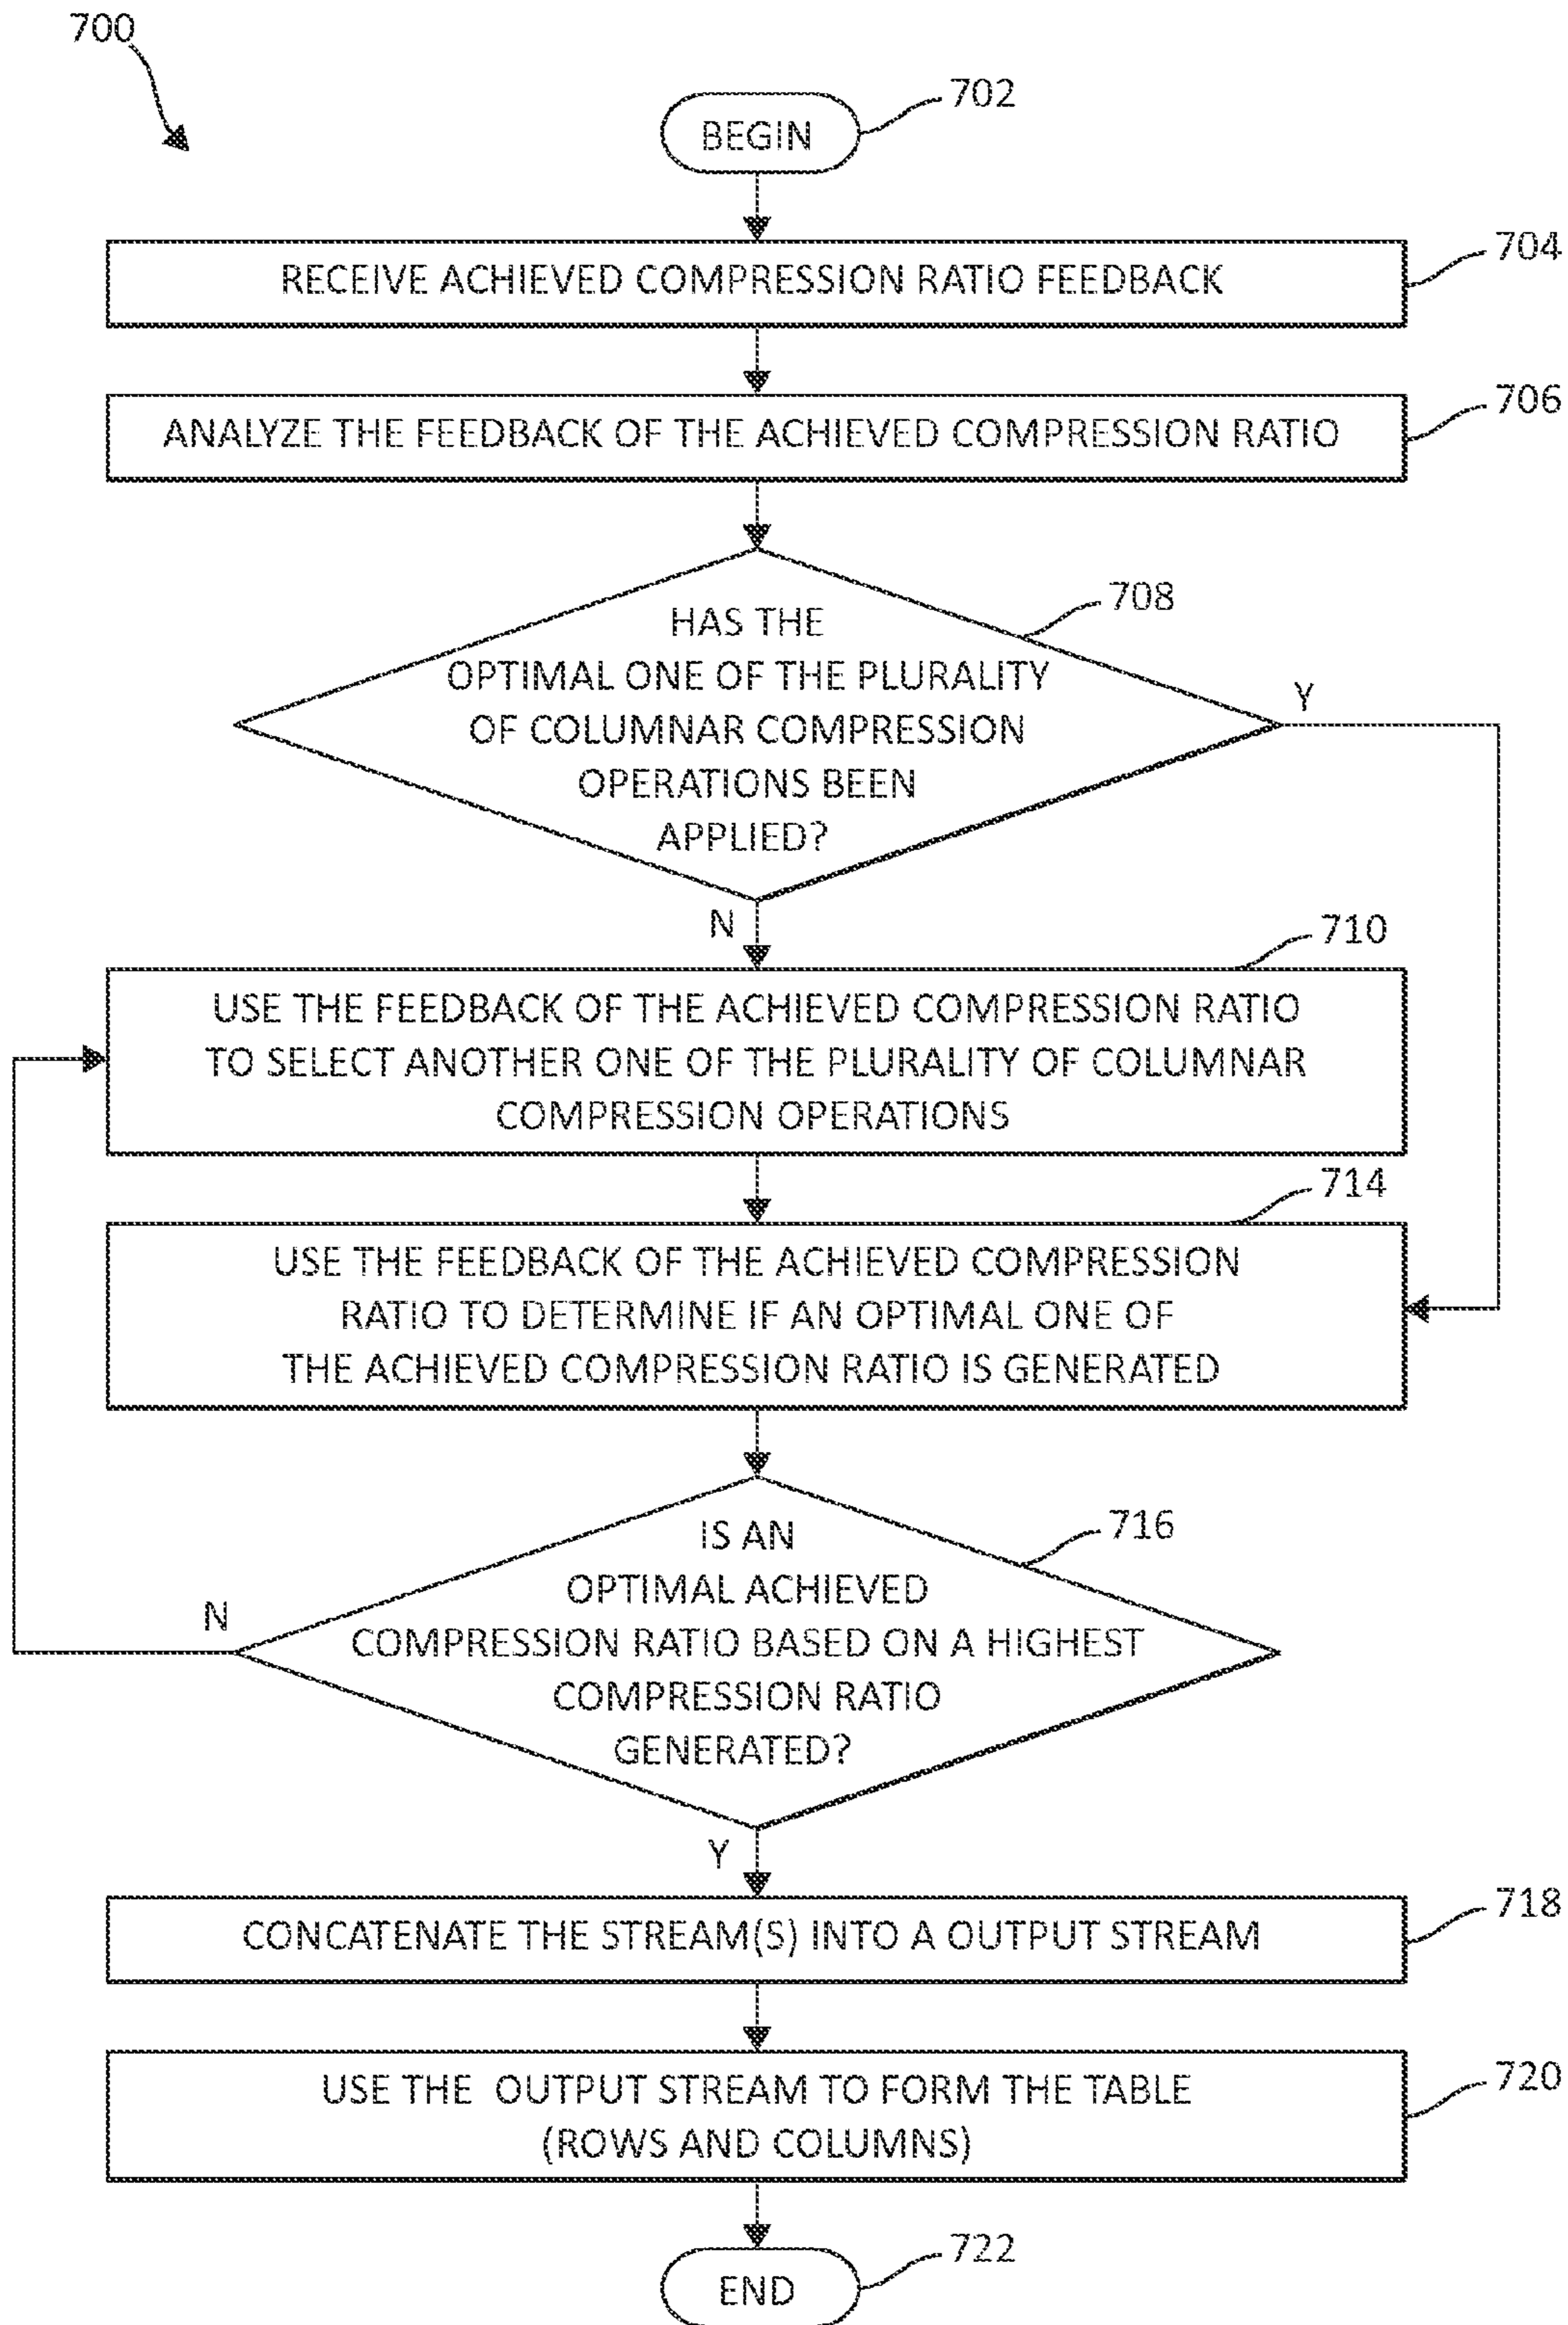 700
702
BEGIN
704
RECEIVE ACHIEVED COMPRESSION RATIO FEEDBACK
706
ANALYZE THE FEEDBACK OF THE ACHIEVED COMPRESSION RATIO
708
HAS THE
OPTIMAL ONE OF THE PLURALITY
OF COLUMNAR COMPRESSION
OPERATIONS BEEN
APPLIED?
Y
N
710
USE THE FEEDBACK OF THE ACHIEVED COMPRESSION RATIO
TO SELECT ANOTHER ONE OF THE PLURALITY OF COLUMNAR
COMPRESSION OPERATIONS
714
USE THE FEEDBACK OF THE ACHIEVED COMPRESSION
RATIO TO DETERMINE IF AN OPTIMAL ONE OF
THE ACHIEVED COMPRESSION RATIO IS GENERATED
716
IS AN
OPTIMAL ACHIEVED
COMPRESSION RATIO BASED ON A HIGHEST
COMPRESSION RATIO
GENERATED?
N
Y
718
CONCATENATE THE STREAM(S) INTO A OUTPUT STREAM
720
USE THE OUTPUT STREAM TO FORM THE TABLE
(ROWS AND COLUMNS)
722
END